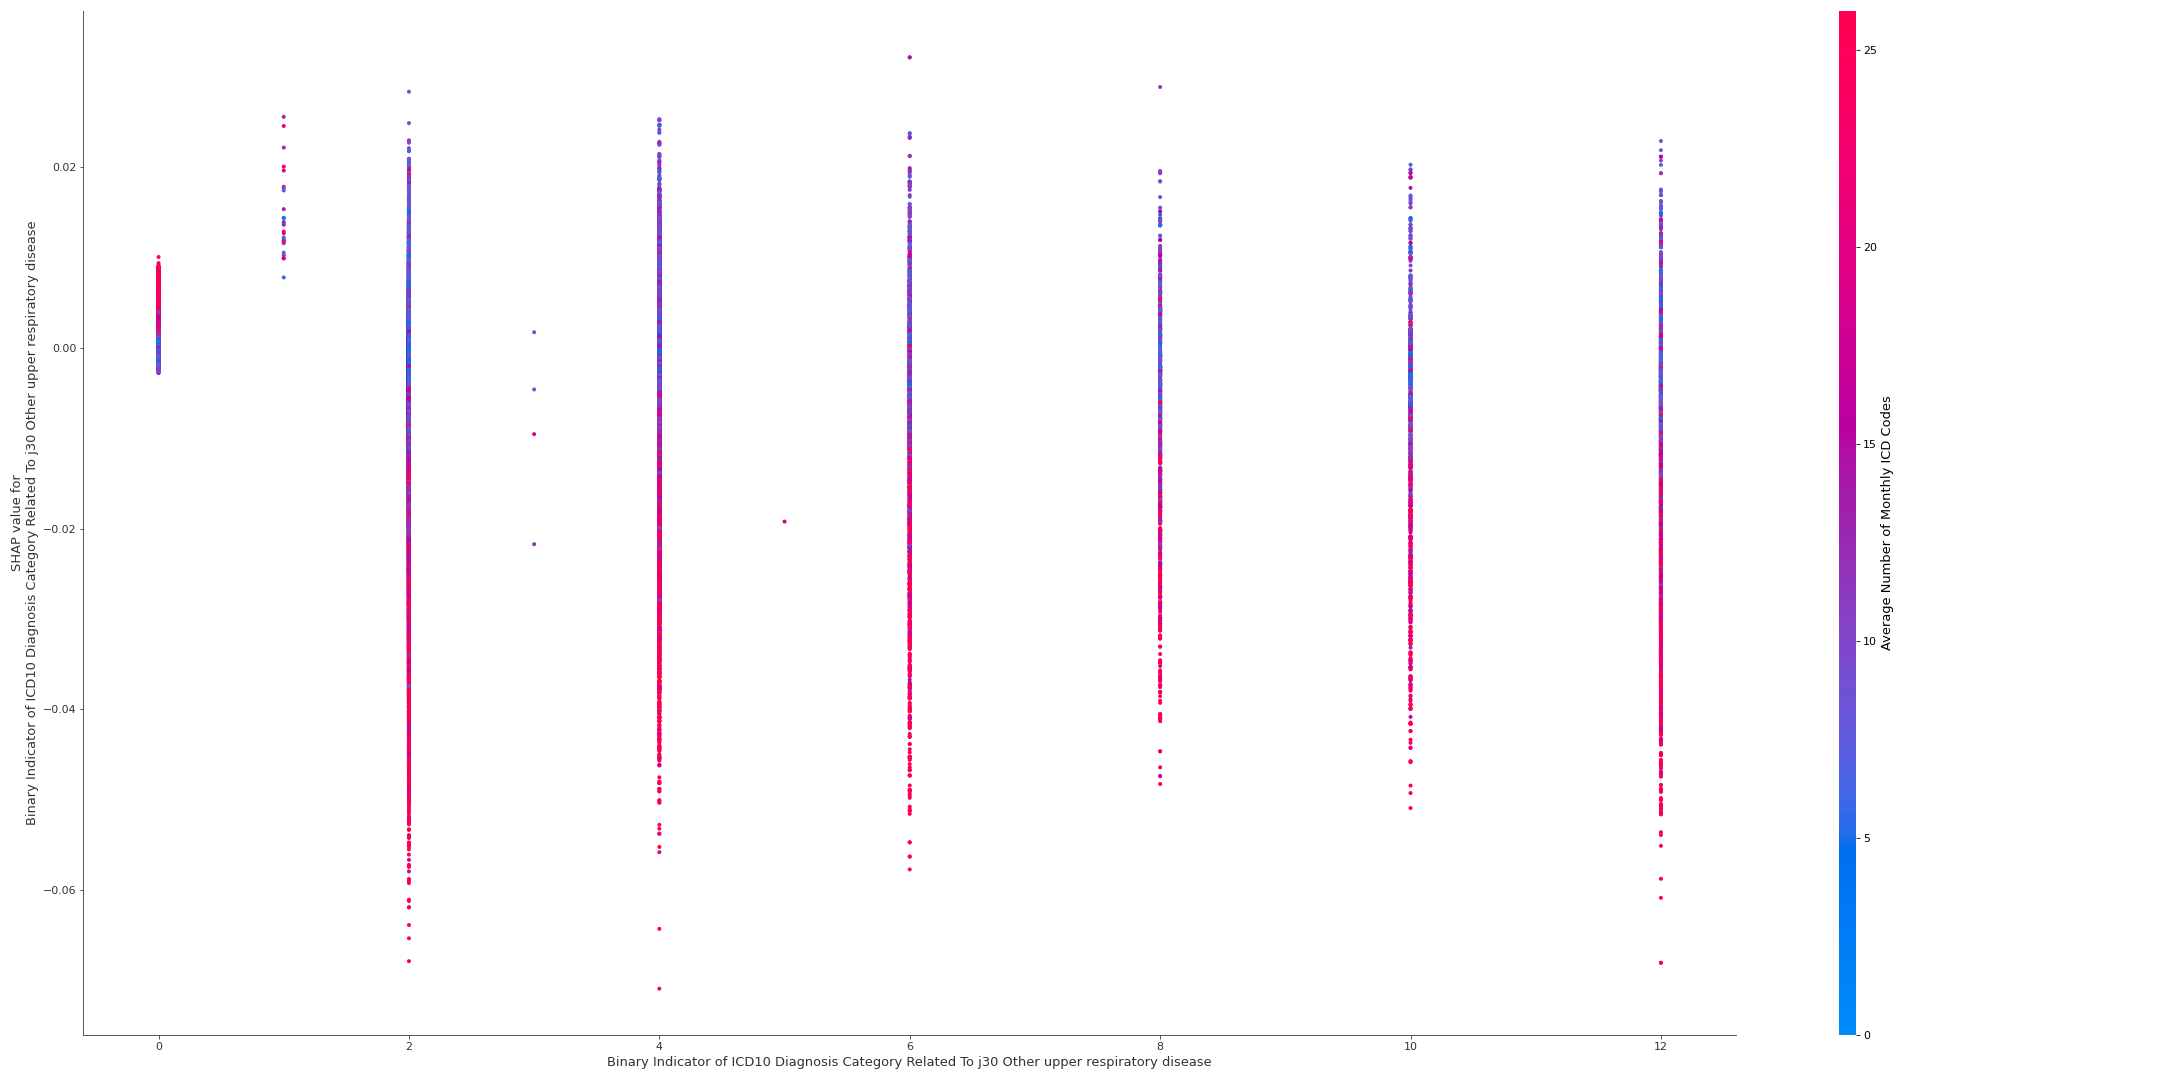 SHAP value for
Binary Indicator of ICD10 Diagnosis Category Related To j30 Other upper respiratory disease
0.02
0.00
−0.02
−0.04
−0.06
0 2 4 6 8 10 12
Binary Indicator of ICD10 Diagnosis Category Related To j30 Other upper respiratory disease
25
20
15
10
5
0
Average Number of Monthly ICD Codes